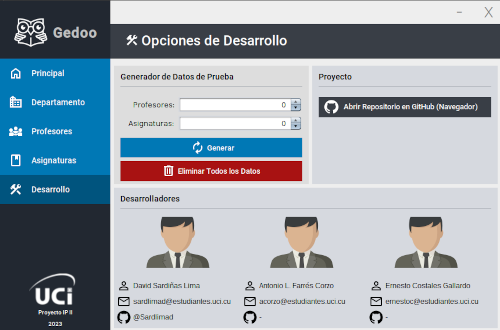 Gedoo
Principal
Departamento
Profesores
Asignaturas
Desarrollo
UCi
Proyecto IP II
2023
- X
Opciones de Desarrollo
Generador de Datos de Prueba
Profesores: 0
Asignaturas: 0
Generar
Eliminar Todos los Datos
Proyecto
Abrir Repositorio en GitHub (Navegador)
Desarrolladores
David Sardiñas Lima
sardlimad@estudiantes.uci.cu
@Sardlimad
Antonio L. Fairés Corzo
acorzo@estudiantes.uci.cu
-
Ernesto Costales Gallardo
ernestoc@estudiantes.uci.cu
-